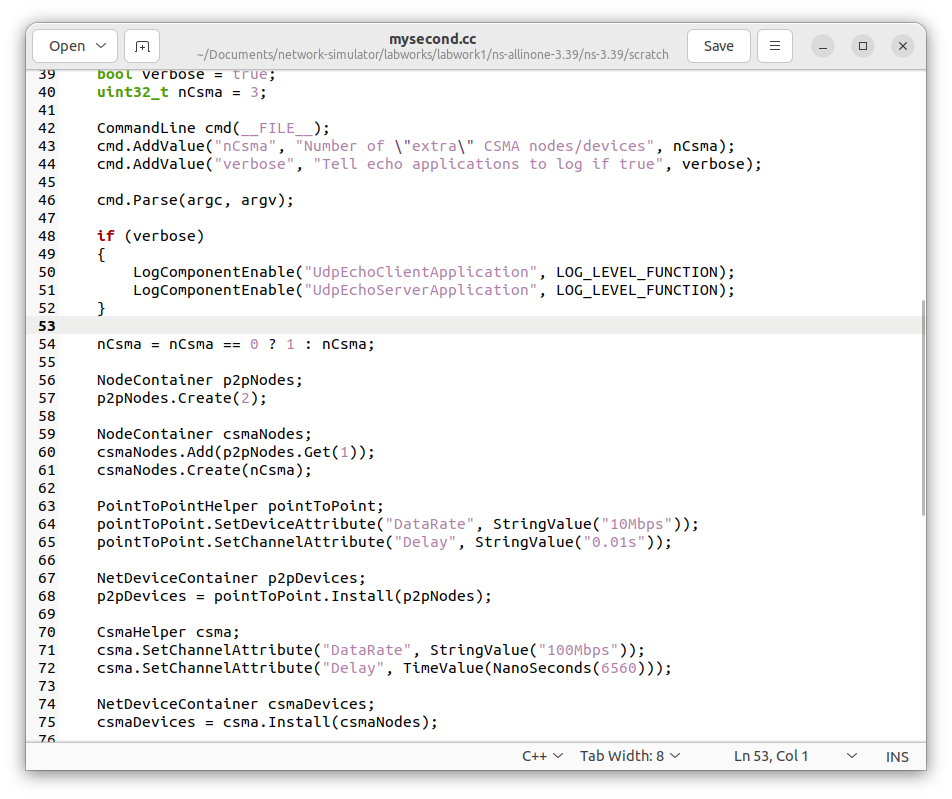 Open
mysecond.cc
~/Documents/network-simulator/labworks/labwork1/ns-allinone-3.39/ns-3.39/scratch
Save
39 bool verbose = true;
40 uint32_t nCsma = 3;
41
42 CommandLine cmd(__FILE__);
43 cmd.AddValue("nCsma", "Number of \"extra\" CSMA nodes/devices", nCsma);
44 cmd.AddValue("verbose", "Tell echo applications to log if true", verbose);
45
46 cmd.Parse(argc, argv);
47
48 if (verbose)
49 {
50 LogComponentEnable("UdpEchoClientApplication", LOG_LEVEL_FUNCTION);
51 LogComponentEnable("UdpEchoServerApplication", LOG_LEVEL_FUNCTION);
52 }
53
54 nCsma = nCsma == 0 ? 1 : nCsma;
55
56 NodeContainer p2pNodes;
57 p2pNodes.Create(2);
58
59 NodeContainer csmaNodes;
60 csmaNodes.Add(p2pNodes.Get(1));
61 csmaNodes.Create(nCsma);
62
63 PointToPointHelper pointToPoint;
64 pointToPoint.SetDeviceAttribute("DataRate", StringValue("10Mbps"));
65 pointToPoint.SetChannelAttribute("Delay", StringValue("0.01s"));
66
67 NetDeviceContainer p2pDevices;
68 p2pDevices = pointToPoint.Install(p2pNodes);
69
70 CsmaHelper csma;
71 csma.SetChannelAttribute("DataRate", StringValue("100Mbps"));
72 csma.SetChannelAttribute("Delay", TimeValue(NanoSeconds(6560)));
73
74 NetDeviceContainer csmaDevices;
75 csmaDevices = csma.Install(csmaNodes);
76
C++ Tab Width: 8 Ln 53, Col 1 INS